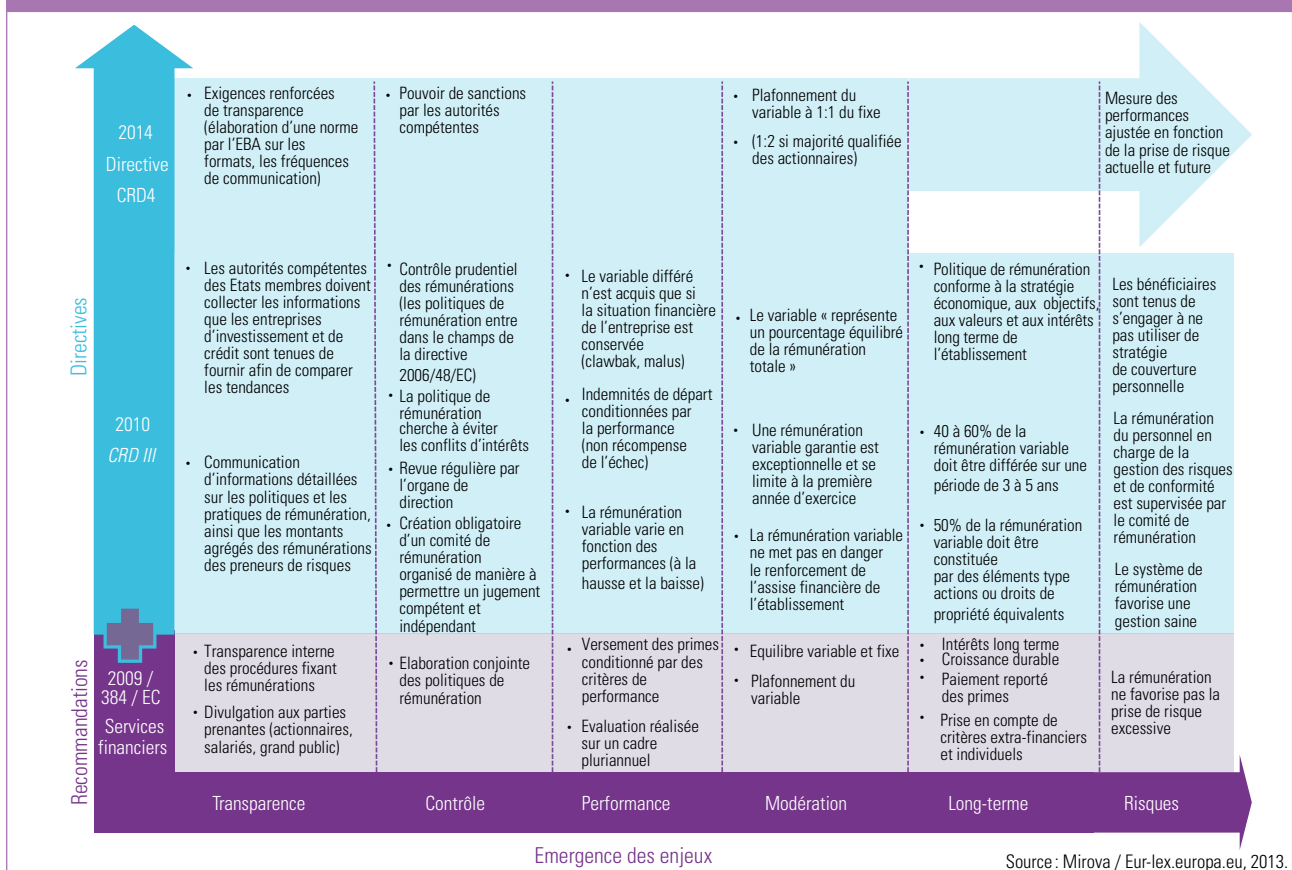 2014
Directive
CRD4
• Exigences renforcées
de transparence
(élaboration d'une norme
par l'EBA sur les
formats, les fréquences
de communication)
• Pouvoir de sanctions
par les autorités
compétentes
• Plafonnement du
variable à 1:1 du fixe
• (1:2 si majorité qualifiée
des actionnaires)
Mesure des
performances
ajustée en fonction
de la prise de risque
actuelle et future
Directives
2010
CRD III
• Les autorités compétentes
des Etats membres doivent
collecter les informations
que les entreprises
d'investissement et de
crédit sont tenues de
fournir afin de comparer
les tendances
• Communication
d'informations détaillées
sur les politiques et les
pratiques de rémunération,
ainsi que les montants
agrégés des rémunérations
des preneurs de risques
• Contrôle prudentiel
des rémunérations
(les politiques de
rémunération entre
dans le champs de
la directive
2006/48/EC)
• La politique de
rémunération
cherche à éviter
les conflits d'intérêts
• Revue régulière par
l'organe de
direction
• Création obligatoire
d'un comité de
rémunération
organisé de manière à
permettre un jugement
compétent et
indépendant
• Le variable différé
n'est acquis que si
la situation financière
de l'entreprise est
conservée
(clawbak, malus)
• Indemnités de départ
conditionnées par
la performance
(non récompense
de l'échec)
• La rémunération
variable varie en
fonction des
performances (à la
hausse et la baisse)
• Le variable « représente
un pourcentage équilibré
de la rémunération
totale »
• Une rémunération
variable garantie est
exceptionnelle et se
limite à la première
année d'exercice
• La rémunération variable
ne met pas en danger
le renforcement de
l'assise financière de
l'établissement
• Politique de rémunération
conforme à la stratégie
économique, aux objectifs,
aux valeurs et aux intérêts
long terme de
l'établissement
• 40 à 60% de la
rémunération variable
doit être différée sur une
période de 3 à 5 ans
• 50% de la rémunération
variable doit être
constituée
par des éléments type
actions ou droits de
propriété équivalents
Les bénéficiaires
sont tenus de
s'engager à ne
pas utiliser de
stratégie
de couverture
personnelle
La rémunération
du personnel en
charge de la
gestion des risques
et de conformité
est supervisée par
le comité de
rémunération
Le système de
rémunération
favorise une
gestion saine
Recommandations
2009 /
384 / EC
Services
financiers
• Transparence interne
des procédures fixant
les rémunérations
• Divulgation aux parties
prenantes (actionnaires,
salariés, grand public)
• Elaboration conjointe
des politiques de
rémunération
• Versement des primes
conditionné par des
critères de
performance
• Evaluation réalisée
sur un cadre
pluriannuel
• Equilibre variable et fixe
• Plafonnement du
variable
• Intérêts long terme
• Croissance durable
• Paiement reporté
des primes
• Prise en compte de
critères extra-financiers
et individuels
La rémunération
ne favorise pas la
prise de risque
excessive
Transparence
Contrôle
Performance
Modération
Long-terme
Risques
Emergence des enjeux
Source : Mirova / Eur-lex.europa.eu, 2013.